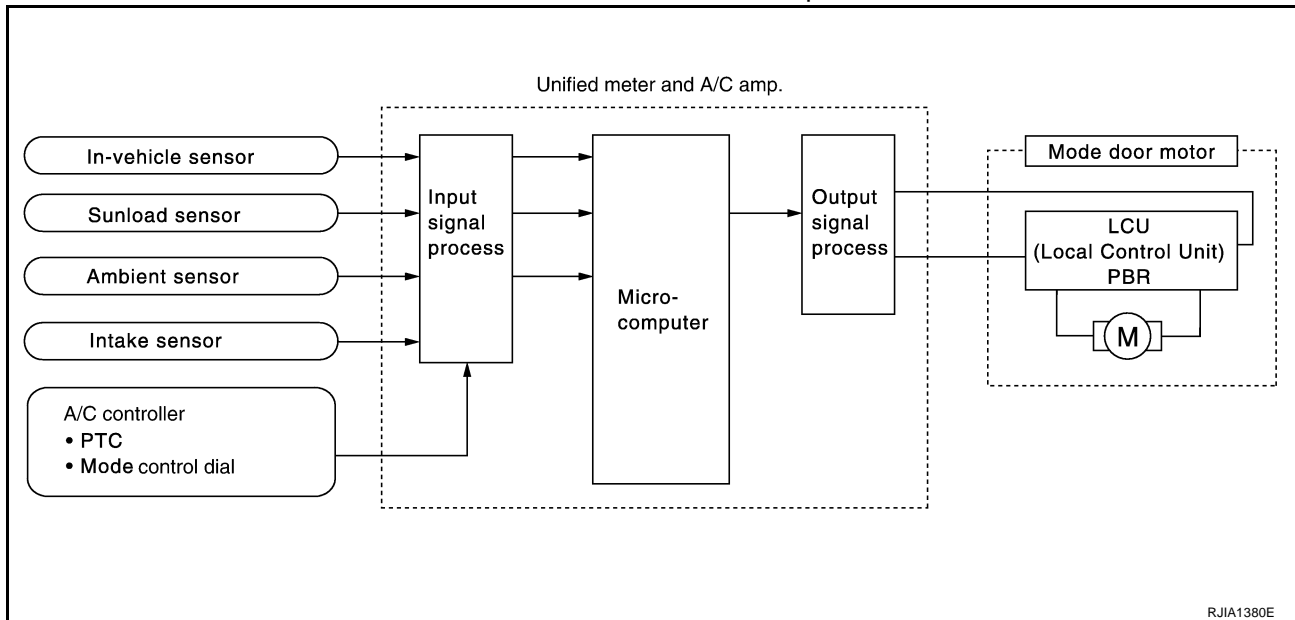 Unified meter and A/C amp.
In-vehicle sensor
Sunload sensor
Ambient sensor
Intake sensor
A/C controller
• PTC
• Mode control dial
Input
signal
process
Micro-
computer
Output
signal
process
Mode door motor
LCU
(Local Control Unit)
PBR
M
RJIA1380E